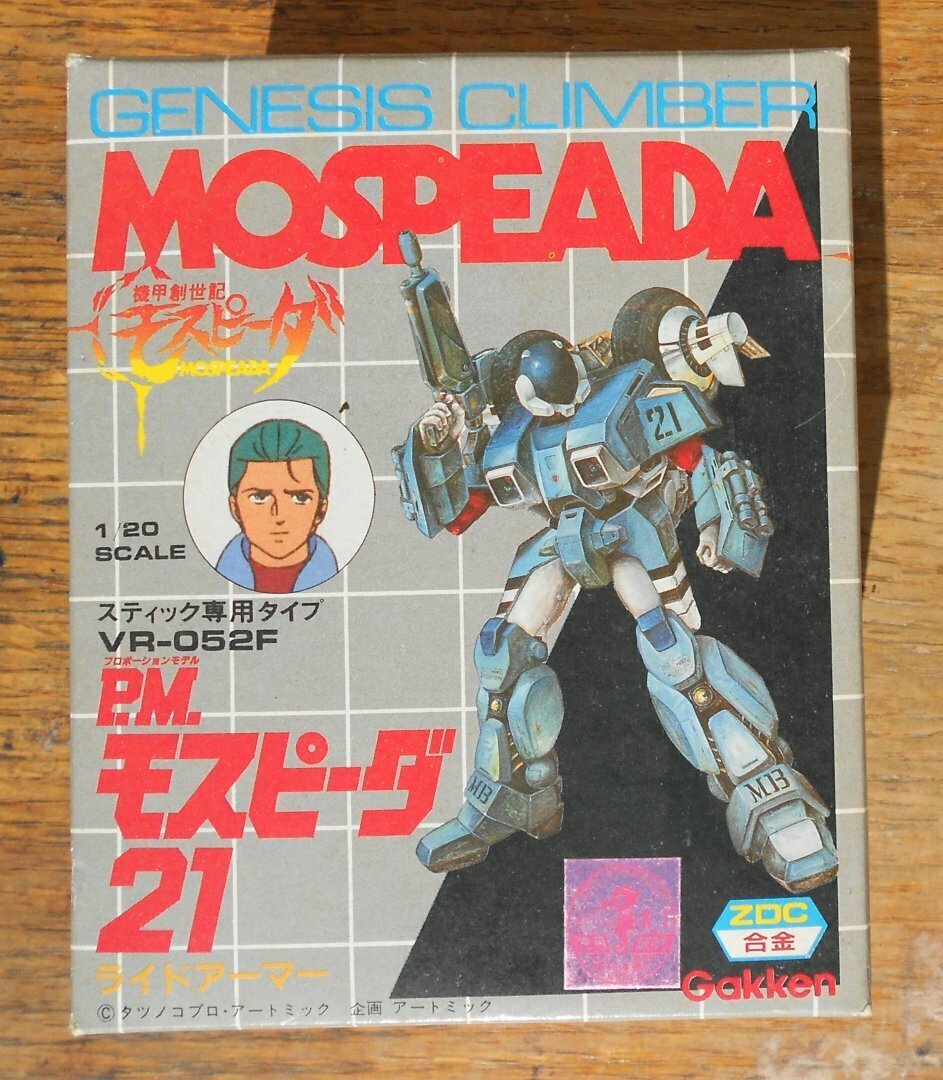 GENESIS CLIMBER
MOSPEADA
機甲創世記
モスピーダ
MOSPEADA
2.1
1/20
SCALE
スティック専用タイプ
VR-052F
プロポーションモデル
P.M.
モスピーダ
21
ライドアーマー
M13
M13
ZDC
合金
Gakken
©タツノコプロ・アートミック 企画 アートミック